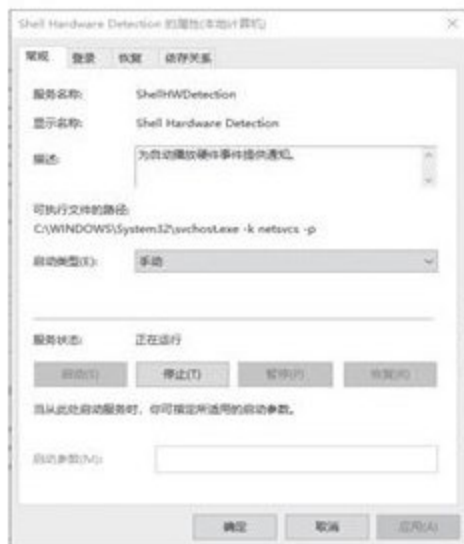 Shell Hardware Detection 的属性(本地计算机)
常规 登录 恢复 依存关系
服务名称: ShellHWDetection
显示名称: Shell Hardware Detection
描述: 为自动播放硬件事件提供通知。
可执行文件的路径:
C:\WINDOWS\System32\svchost.exe -k netsvcs -p
启动类型(E): 手动
服务状态: 正在运行
启动(S) 停止(T) 暂停(P) 恢复(R)
当从此处启动服务时，你可指定所适用的启动参数。
启动参数(M):
确定 取消 应用(A)